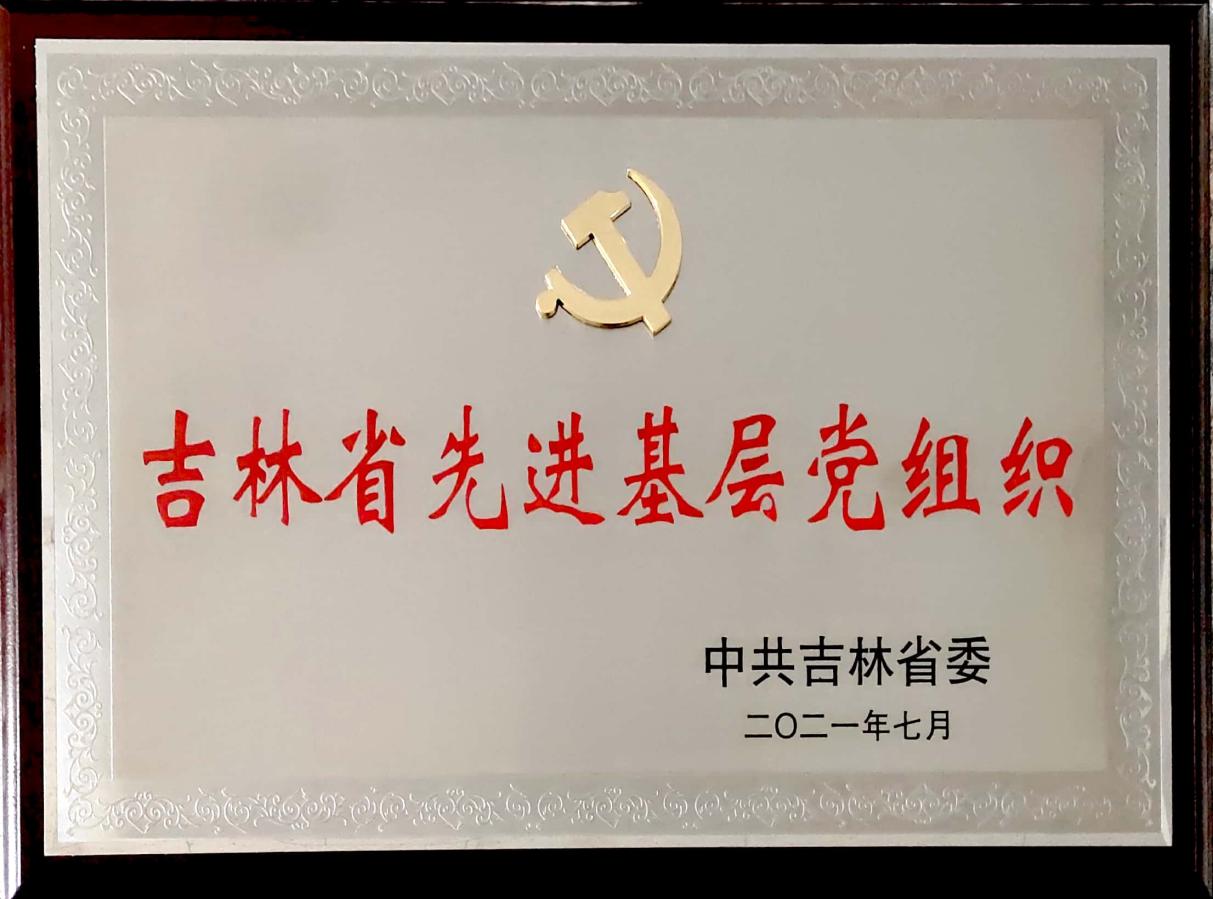 吉林省先进基层党组织
中共吉林省委
二〇二一年七月